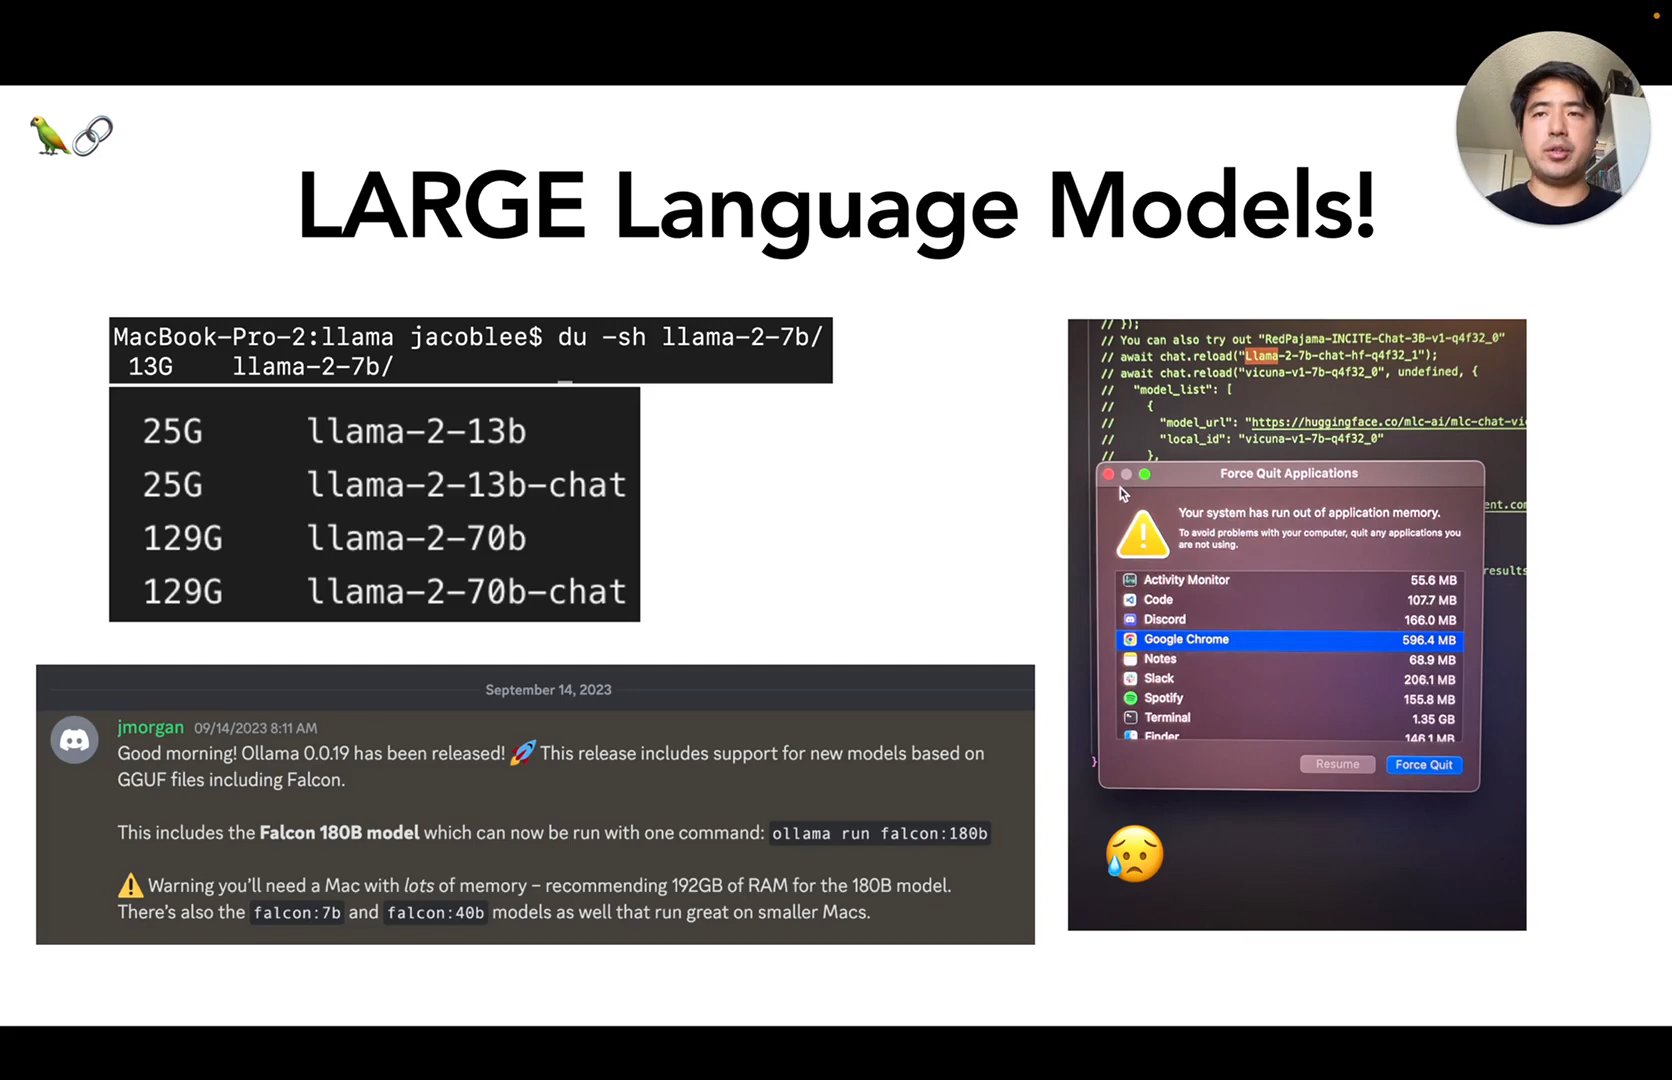 LARGE Language Models!
MacBook-Pro-2:llama jacoblee$ du -sh llama-2-7b/
13G llama-2-7b/
25G llama-2-13b
25G llama-2-13b-chat
129G llama-2-70b
129G llama-2-70b-chat
September 14, 2023
jmorgan 09/14/2023 8:11 AM
Good morning! Ollama 0.0.19 has been released! 🚀 This release includes support for new models based on
GGUF files including Falcon.
This includes the Falcon 180B model which can now be run with one command: ollama run falcon:180b
⚠️ Warning you'll need a Mac with lots of memory – recommending 192GB of RAM for the 180B model.
There's also the falcon:7b and falcon:40b models as well that run great on smaller Macs.
// });
// You can also try out "RedPajama-INCITE-Chat-3B-v1-q4f32_0"
// await chat.reload("Llama-2-7b-chat-hf-q4f32_1");
// await chat.reload("vicuna-v1-7b-q4f32_0", undefined, {
// "model_list": [
// {
// "model_url": "https://huggingface.co/mlc-ai/mlc-chat-vi
// "local_id": "vicuna-v1-7b-q4f32_0"
// },
ent.com
results
}
Force Quit Applications
Your system has run out of application memory.
To avoid problems with your computer, quit any applications you
are not using.
Activity Monitor 55.6 MB
Code 107.7 MB
Discord 166.0 MB
Google Chrome 596.4 MB
Notes 68.9 MB
Slack 206.1 MB
Spotify 155.8 MB
Terminal 1.35 GB
Finder 146.1 MB
Resume Force Quit